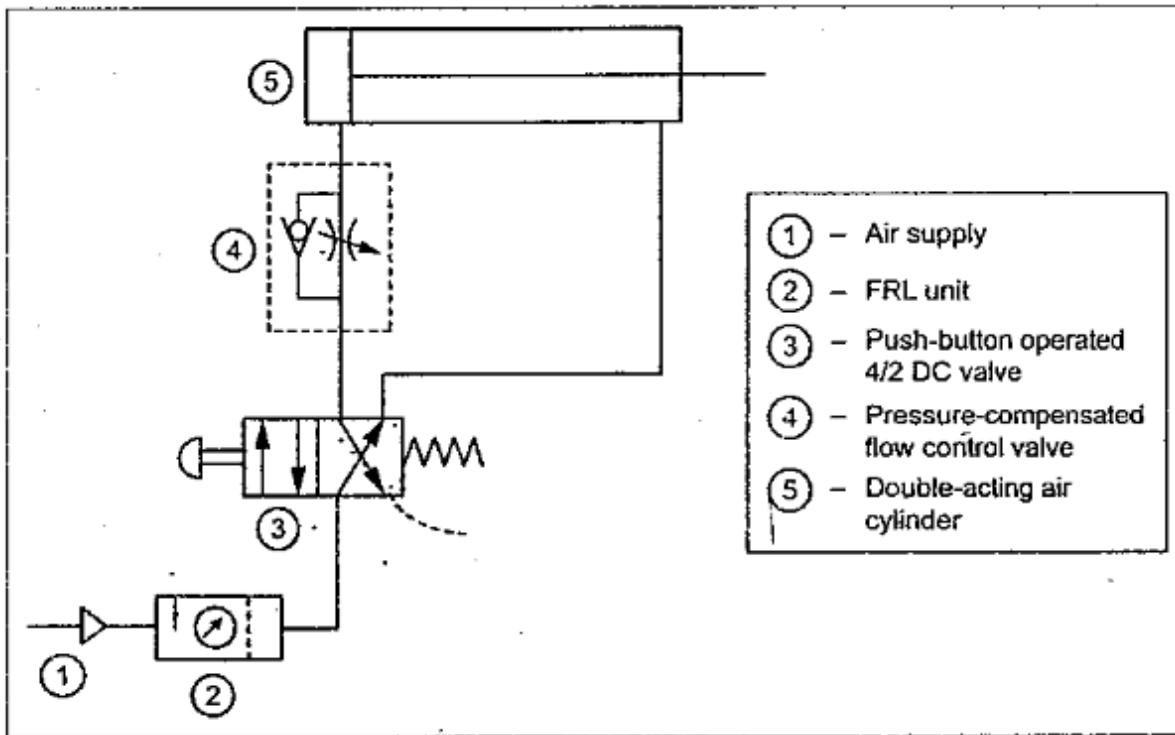 5
4
3
1
2
1 – Air supply
2 – FRL unit
3 – Push-button operated
4/2 DC valve
4 – Pressure-compensated
flow control valve
5 – Double-acting air
cylinder